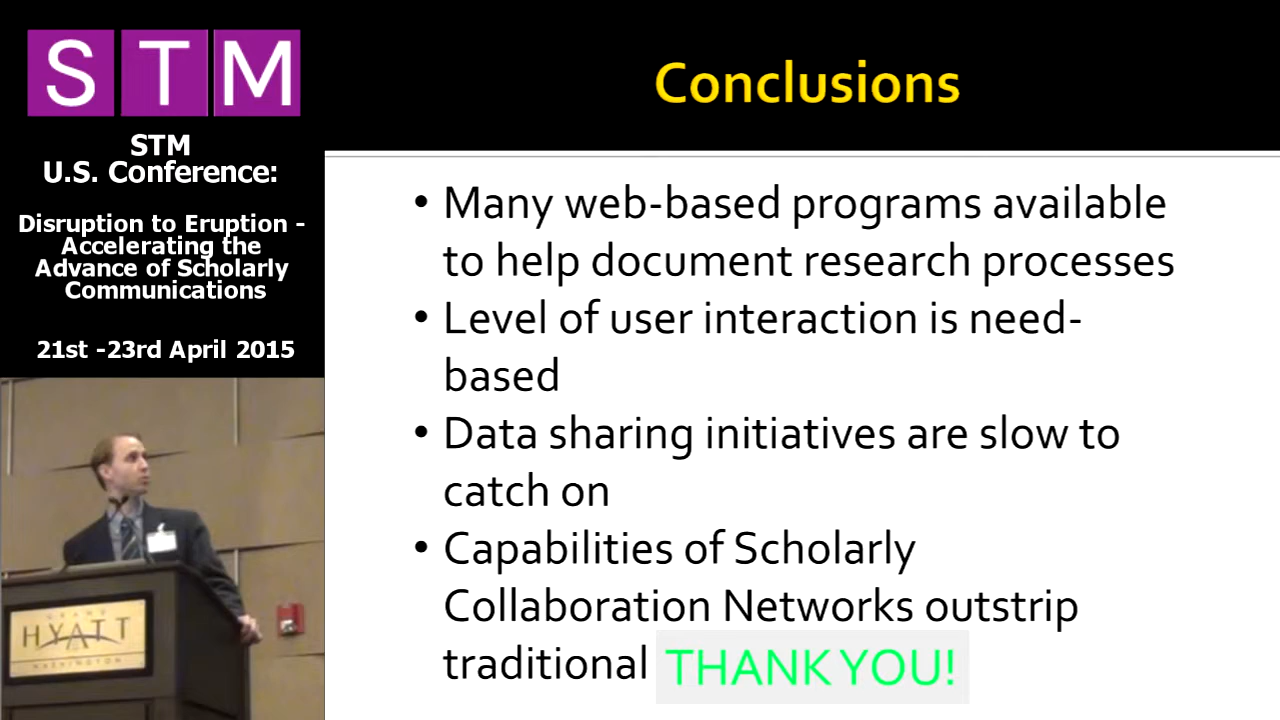 STM
STM
U.S. Conference:
Disruption to Eruption -
Accelerating the
Advance of Scholarly
Communications
21st -23rd April 2015
GRAND
HYATT
WASHINGTON
Conclusions
• Many web-based programs available
to help document research processes
• Level of user interaction is need-
based
• Data sharing initiatives are slow to
catch on
• Capabilities of Scholarly
Collaboration Networks outstrip
traditional THANK YOU!